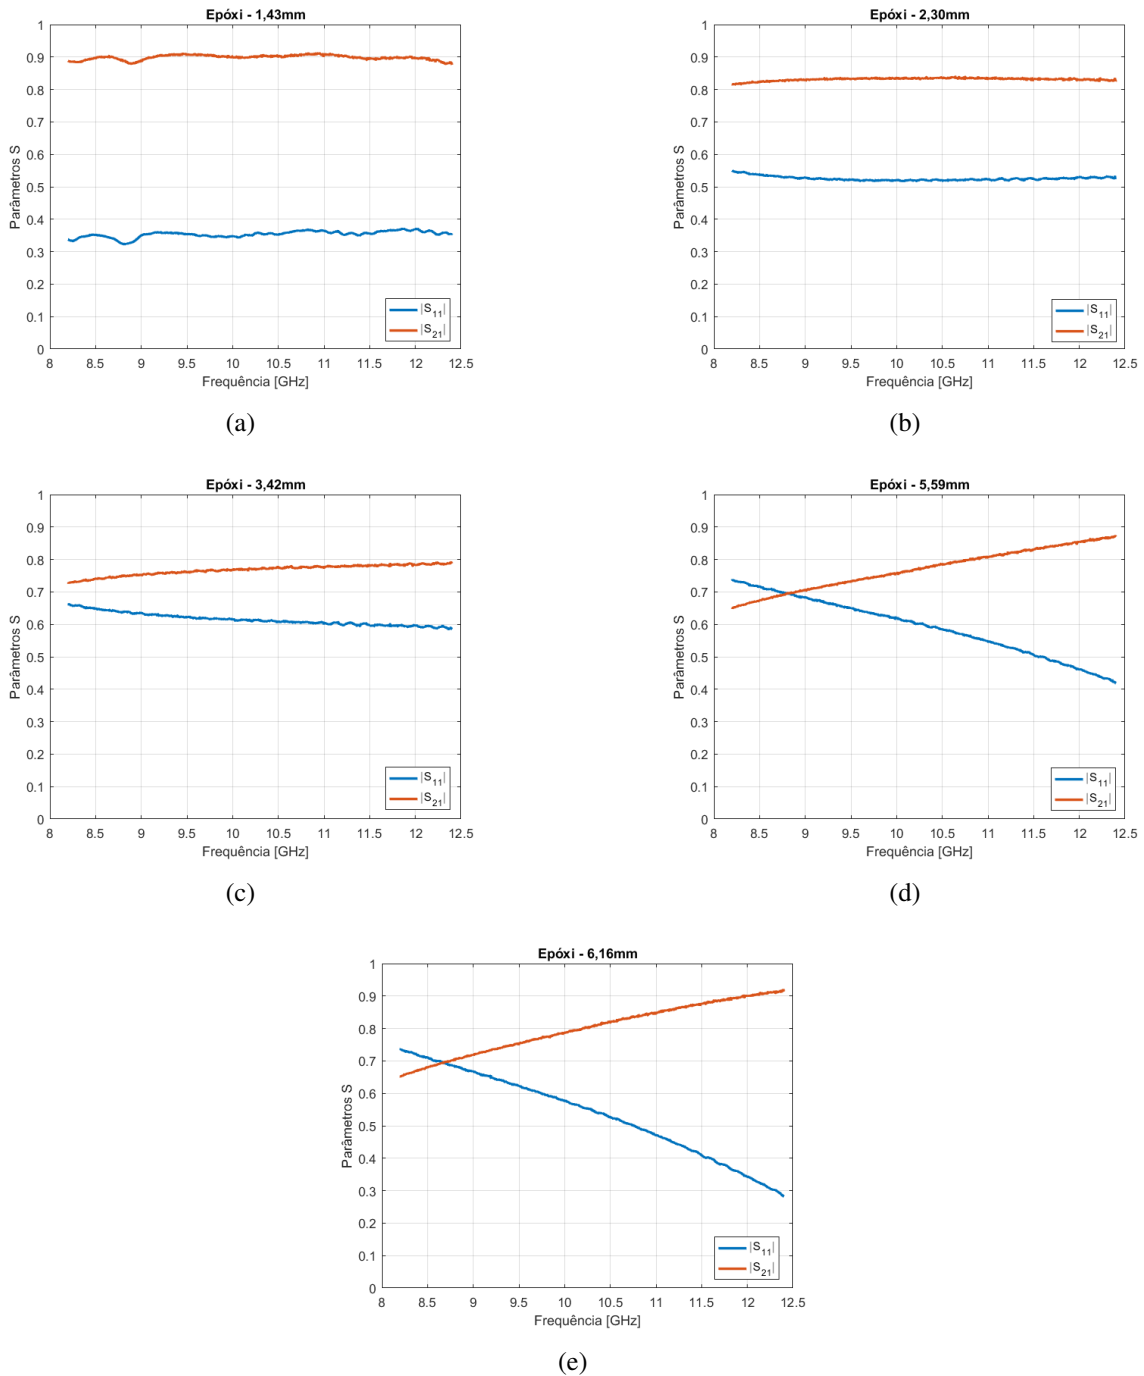 Epóxi - 1,43mm
1
0.9
0.8
0.7
0.6
0.5
0.4
0.3
0.2
0.1
0
Parâmetros S
|S11|
|S21|
8 8.5 9 9.5 10 10.5 11 11.5 12 12.5
Frequência [GHz]
(a)
Epóxi - 2,30mm
1
0.9
0.8
0.7
0.6
0.5
0.4
0.3
0.2
0.1
0
Parâmetros S
|S11|
|S21|
8 8.5 9 9.5 10 10.5 11 11.5 12 12.5
Frequência [GHz]
(b)
Epóxi - 3,42mm
1
0.9
0.8
0.7
0.6
0.5
0.4
0.3
0.2
0.1
0
Parâmetros S
|S11|
|S21|
8 8.5 9 9.5 10 10.5 11 11.5 12 12.5
Frequência [GHz]
(c)
Epóxi - 5,59mm
1
0.9
0.8
0.7
0.6
0.5
0.4
0.3
0.2
0.1
0
Parâmetros S
|S11|
|S21|
8 8.5 9 9.5 10 10.5 11 11.5 12 12.5
Frequência [GHz]
(d)
Epóxi - 6,16mm
1
0.9
0.8
0.7
0.6
0.5
0.4
0.3
0.2
0.1
0
Parâmetros S
|S11|
|S21|
8 8.5 9 9.5 10 10.5 11 11.5 12 12.5
Frequência [GHz]
(e)